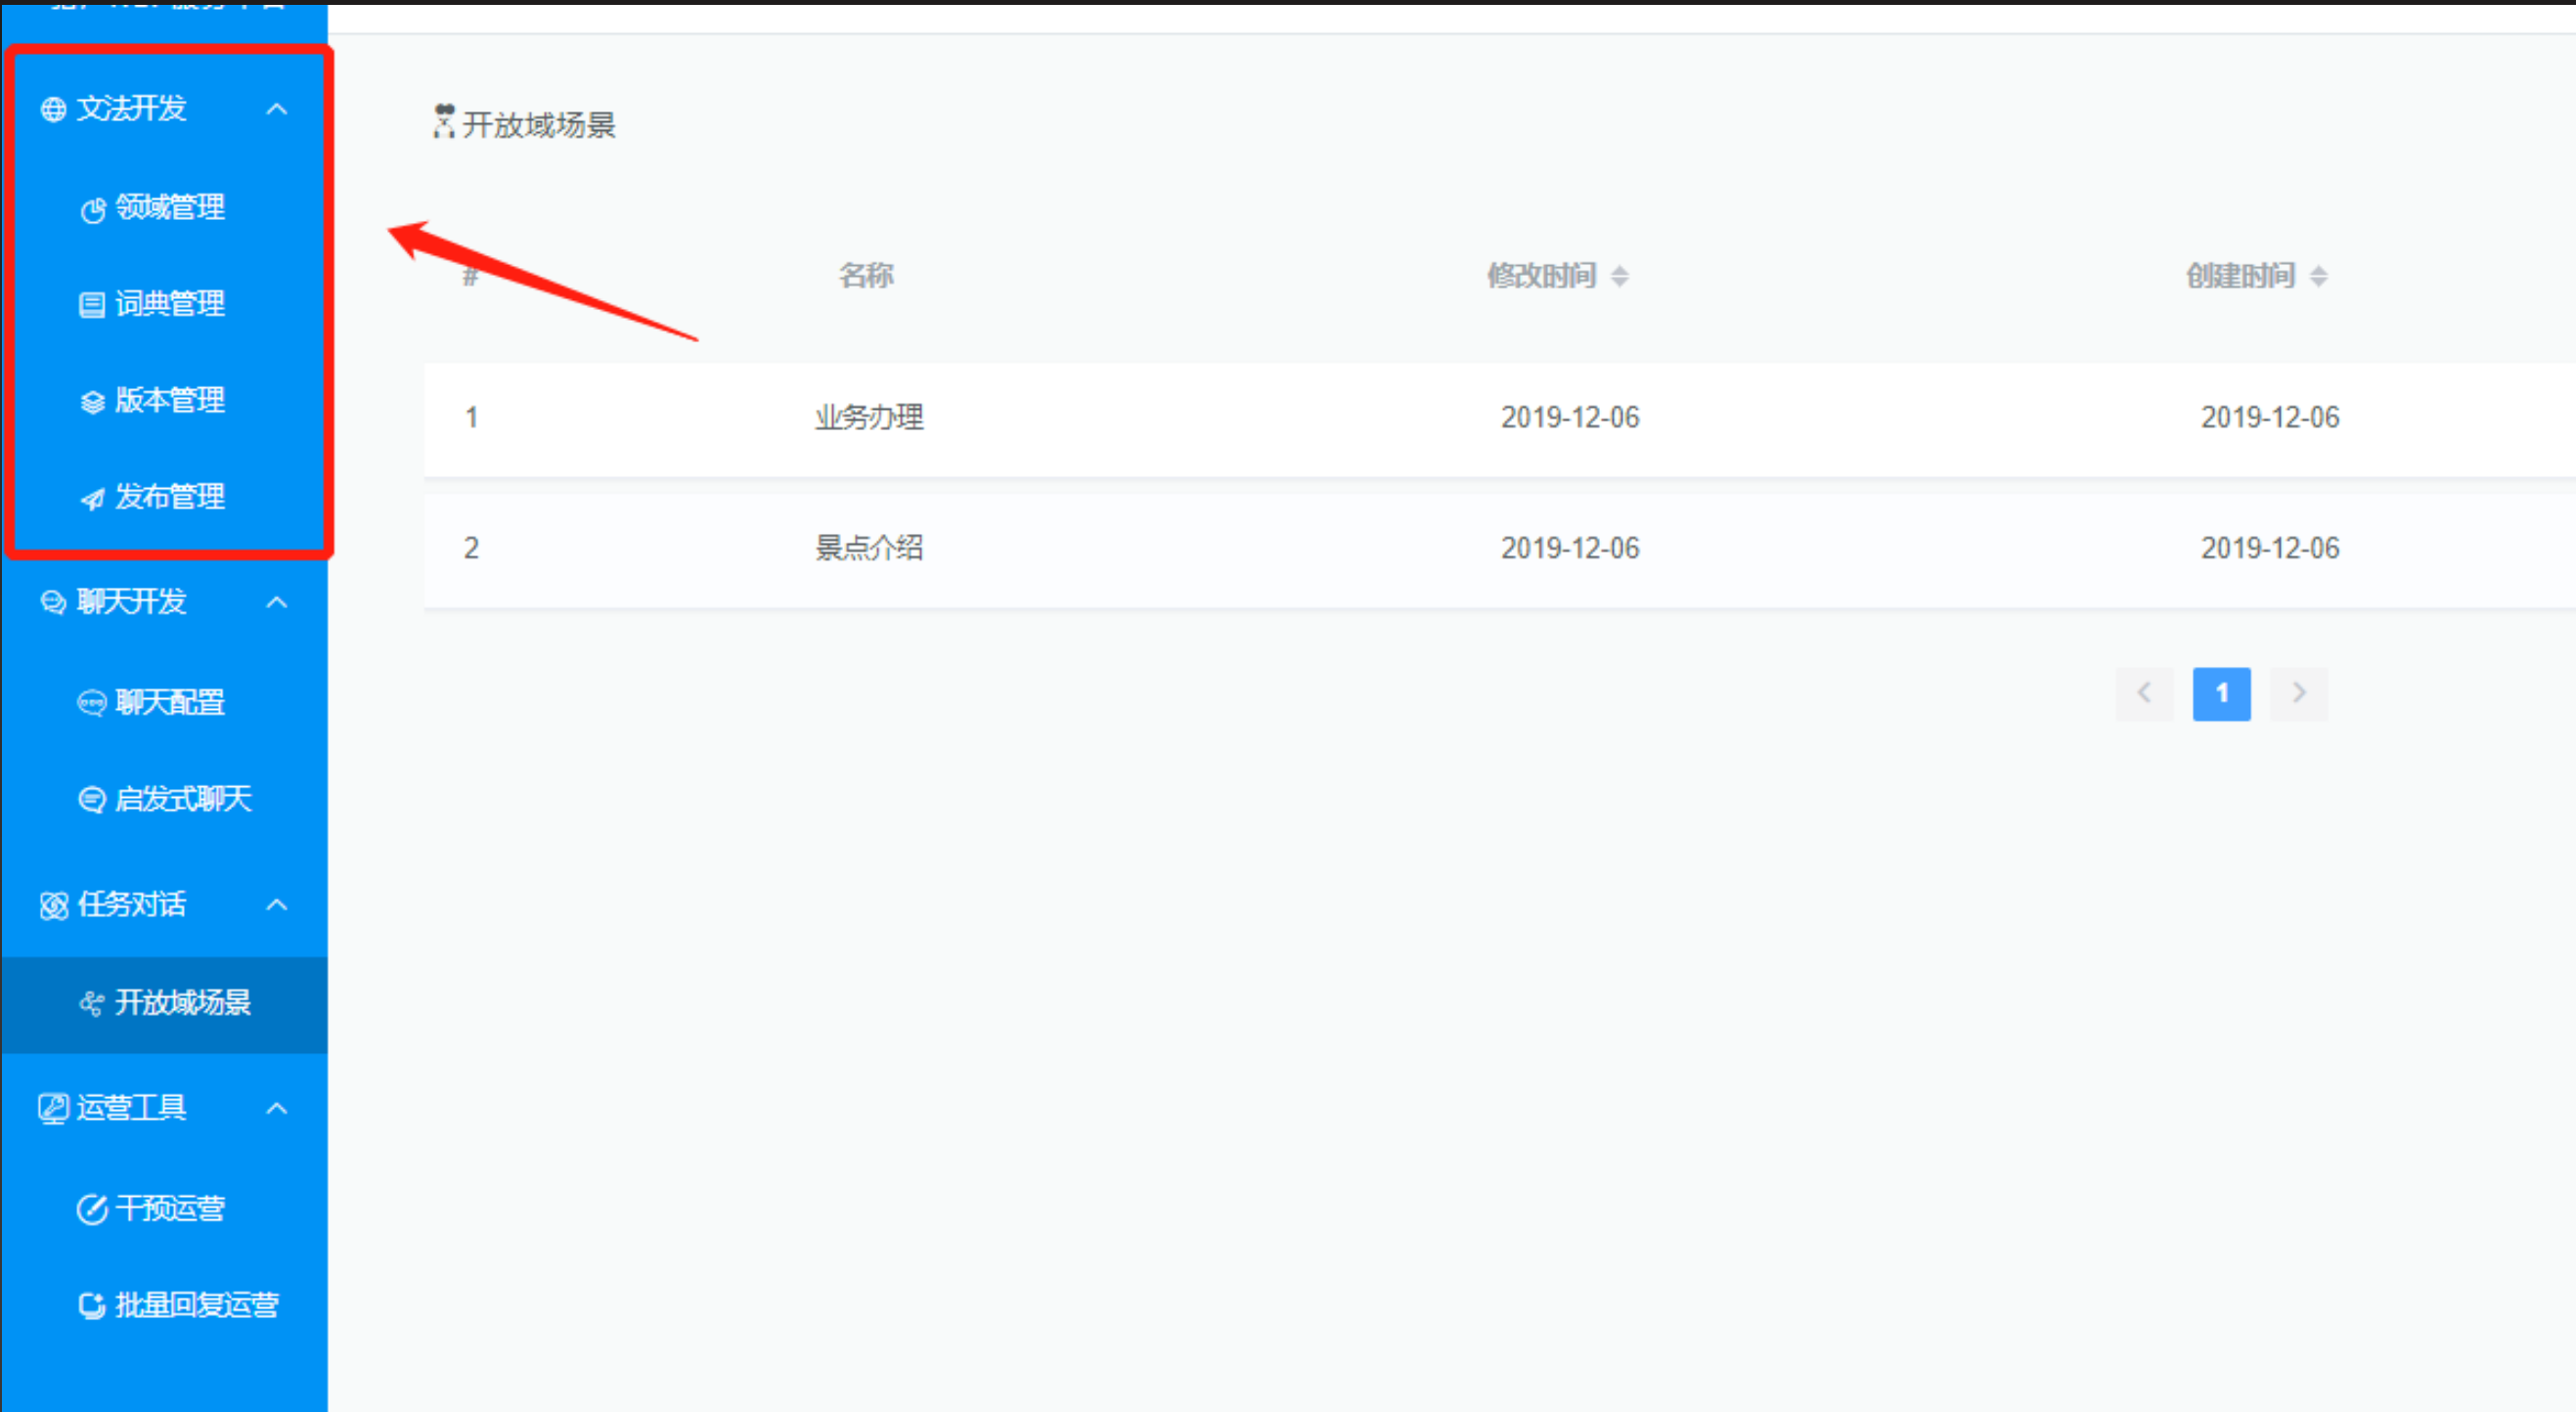 文法开发
领域管理
词典管理
版本管理
发布管理
聊天开发
聊天配置
启发式聊天
任务对话
开放域场景
运营工具
干预运营
批量回复运营
开放域场景
# 名称 修改时间 创建时间
1 业务办理 2019-12-06 2019-12-06
2 景点介绍 2019-12-06 2019-12-06
1